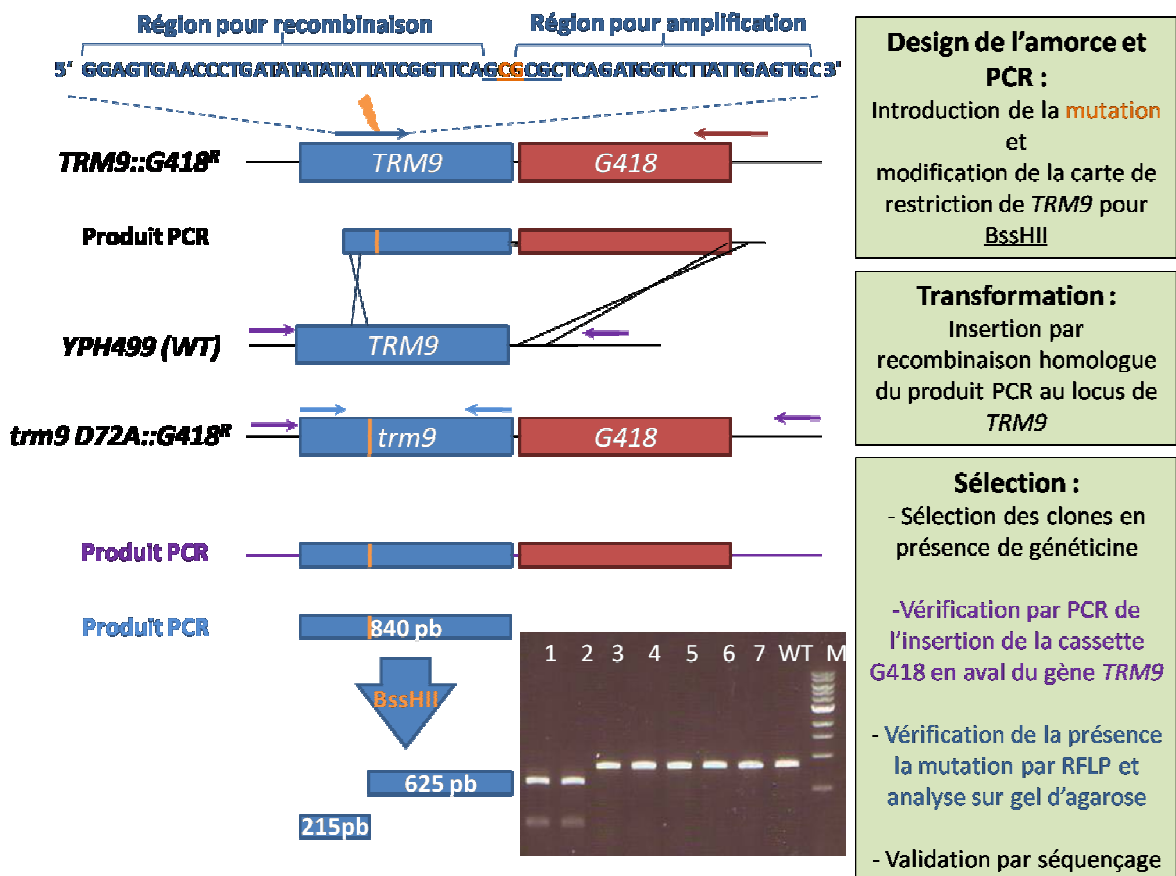 Région pour recombinaison
Région pour amplification
5' GGAGTGAACCCTGATATATATATTATCGGTTCAGCGCGCTCAGATGGTCTTATTGAGTGC 3'
TRM9::G418R
TRM9
G418
Produit PCR
YPH499 (WT)
TRM9
trm9 D72A::G418R
trm9
G418
Produit PCR
Produit PCR
840 pb
BssHII
625 pb
215pb
1 2 3 4 5 6 7 WT M
Design de l'amorce et
PCR :
Introduction de la mutation
et
modification de la carte de
restriction de TRM9 pour
BssHII
Transformation :
Insertion par
recombinaison homologue
du produit PCR au locus de
TRM9
Sélection :
- Sélection des clones en
présence de généticine
-Vérification par PCR de
l'insertion de la cassette
G418 en aval du gène TRM9
- Vérification de la présence
la mutation par RFLP et
analyse sur gel d'agarose
- Validation par séquençage